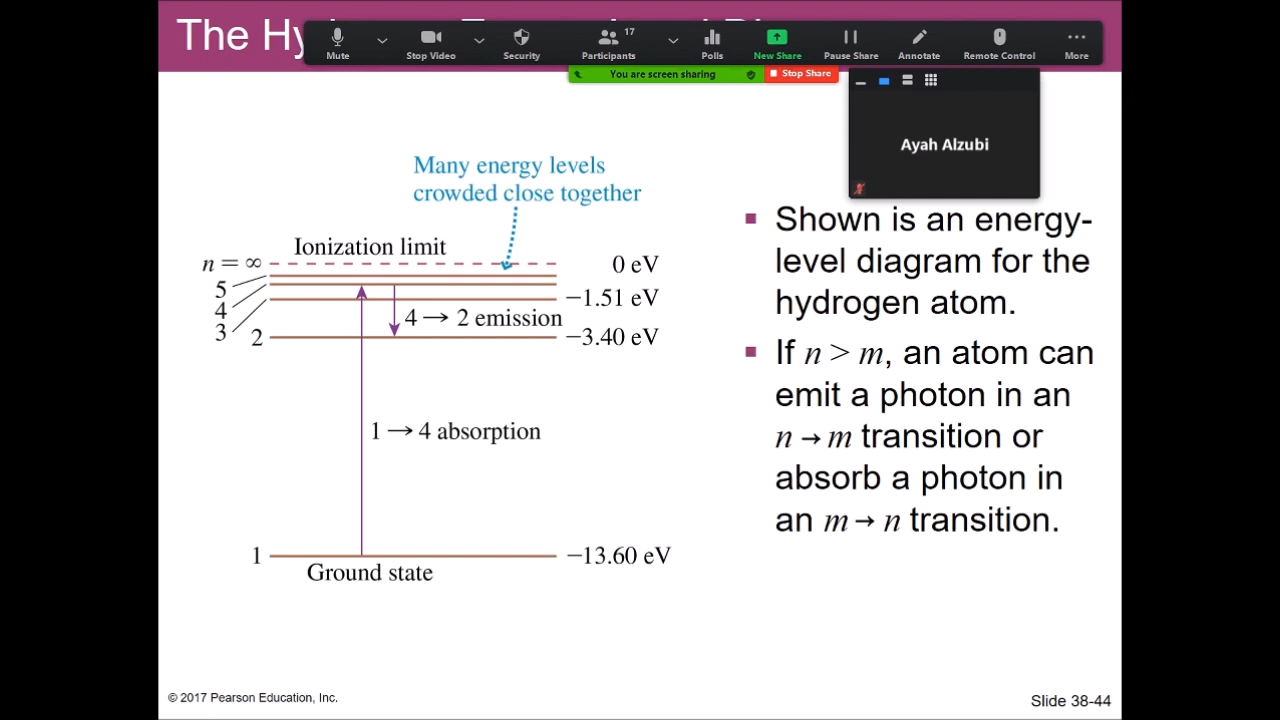 The Hy
17
Mute
Stop Video
Security
Participants
Polls
New Share
Pause Share
Annotate
Remote Control
More
You are screen sharing
Stop Share
Ayah Alzubi
Many energy levels
crowded close together
Ionization limit
n = ∞
0 eV
5
4
3
−1.51 eV
4 → 2 emission
2
−3.40 eV
1 → 4 absorption
1
−13.60 eV
Ground state
▪ Shown is an energy-
level diagram for the
hydrogen atom.
▪ If n > m, an atom can
emit a photon in an
n → m transition or
absorb a photon in
an m → n transition.
© 2017 Pearson Education, Inc.
Slide 38-44